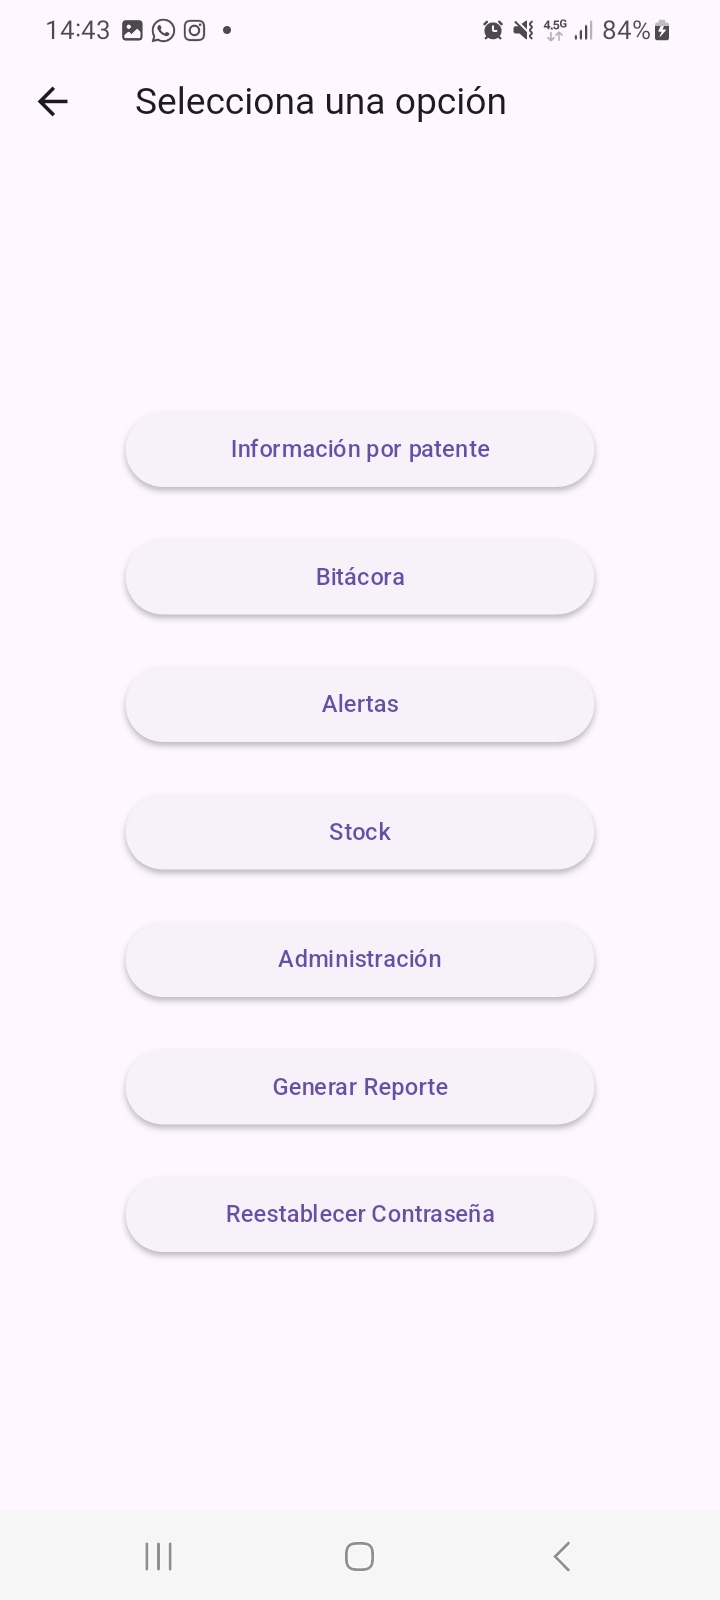 14:43 4.5G 84%
Selecciona una opción
Información por patente
Bitácora
Alertas
Stock
Administración
Generar Reporte
Reestablecer Contraseña